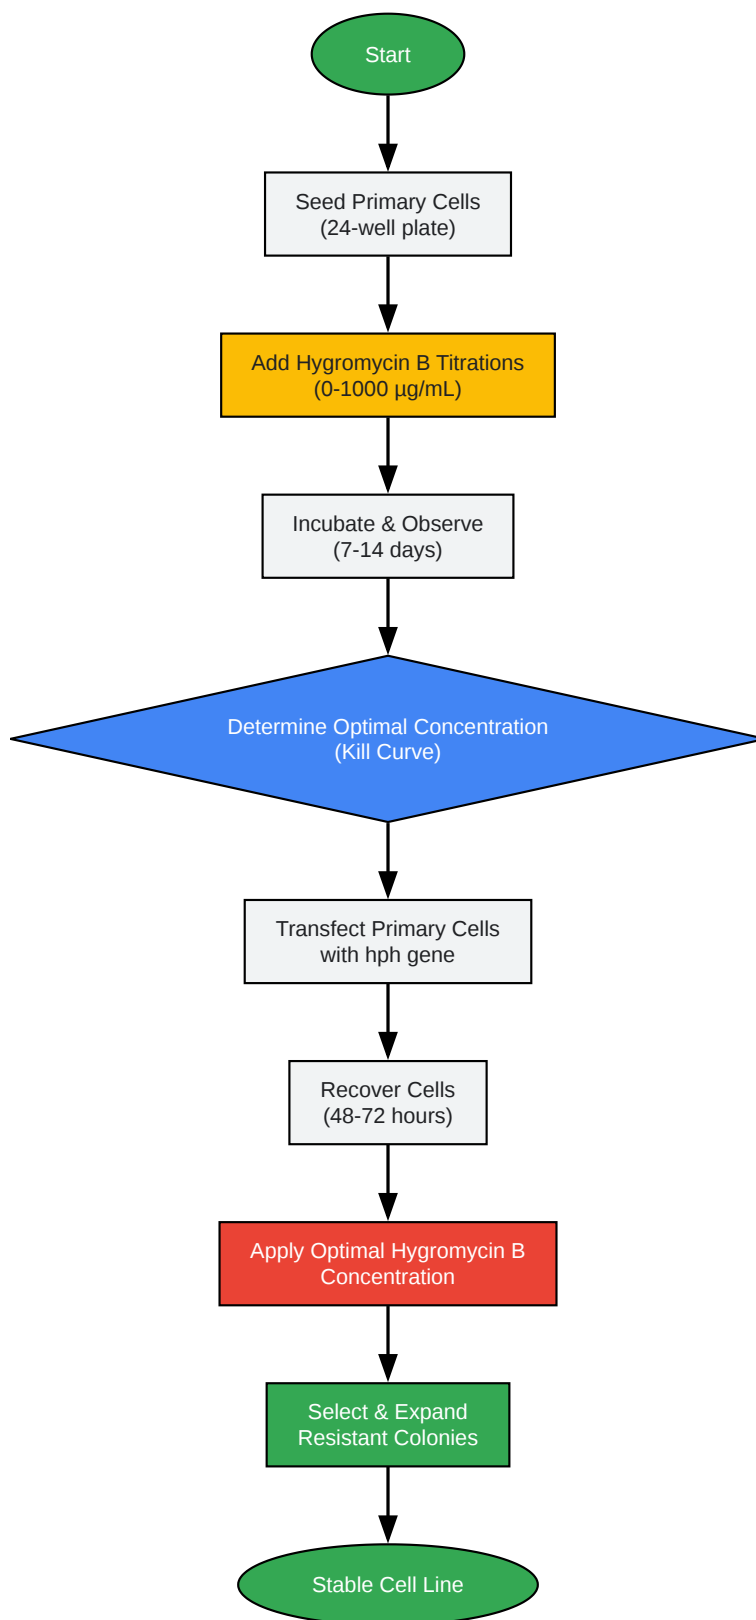 Start
Seed Primary Cells
(24-well plate)
Add Hygromycin B Titrations
(0-1000 µg/mL)
Incubate & Observe
(7-14 days)
Determine Optimal Concentration
(Kill Curve)
Transfect Primary Cells
with hph gene
Recover Cells
(48-72 hours)
Apply Optimal Hygromycin B
Concentration
Select & Expand
Resistant Colonies
Stable Cell Line